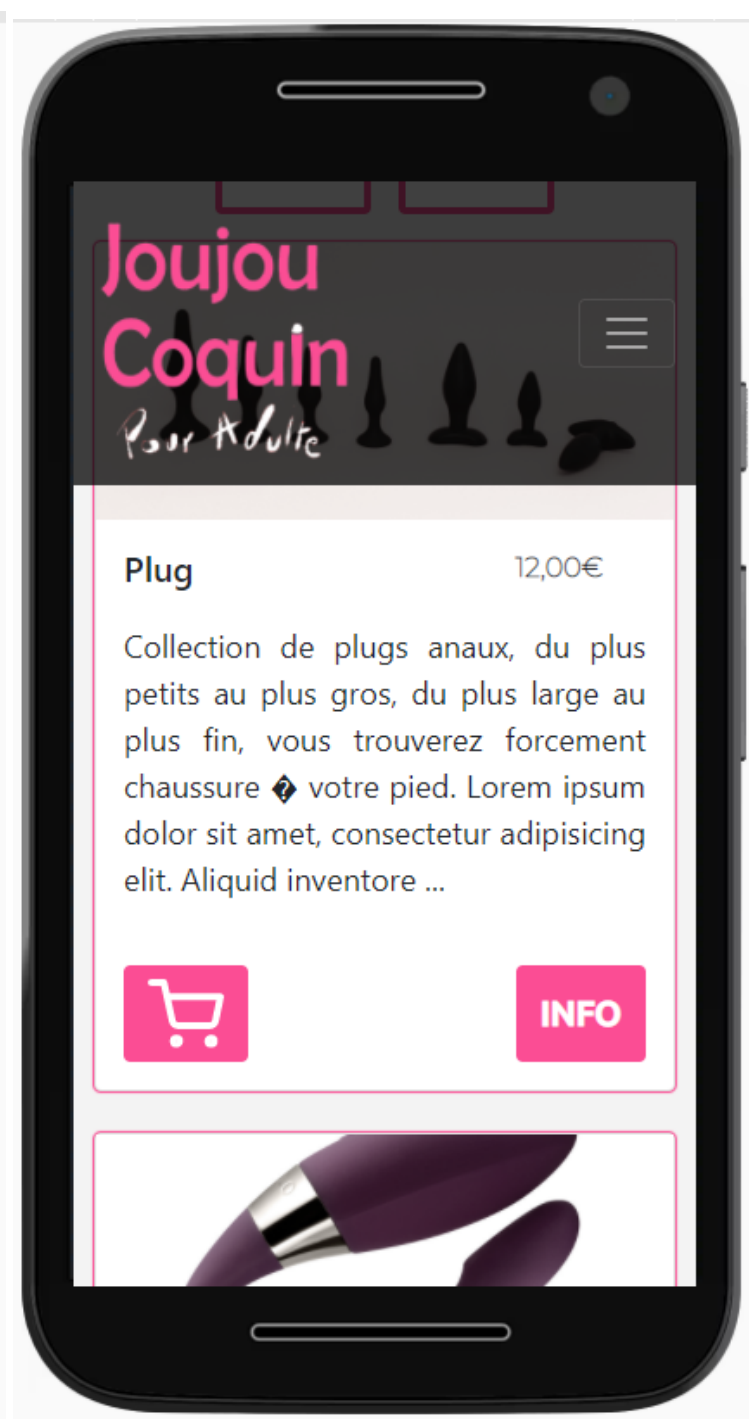 Joujou
CoquIn
Pour Adulte
Plug 12,00€
Collection de plugs anaux, du plus
petits au plus gros, du plus large au
plus fin, vous trouverez forcement
chaussure � votre pied. Lorem ipsum
dolor sit amet, consectetur adipisicing
elit. Aliquid inventore ...
INFO